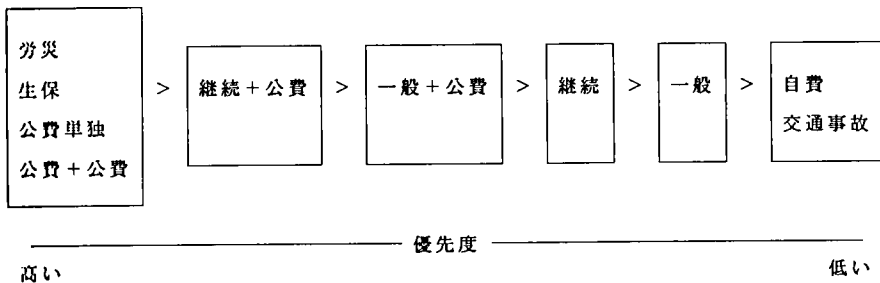 労災
生保
公費単独
公費+公費
>
継続+公費
>
一般+公費
>
継続
>
一般
>
自費
交通事故
優先度
高い
低い